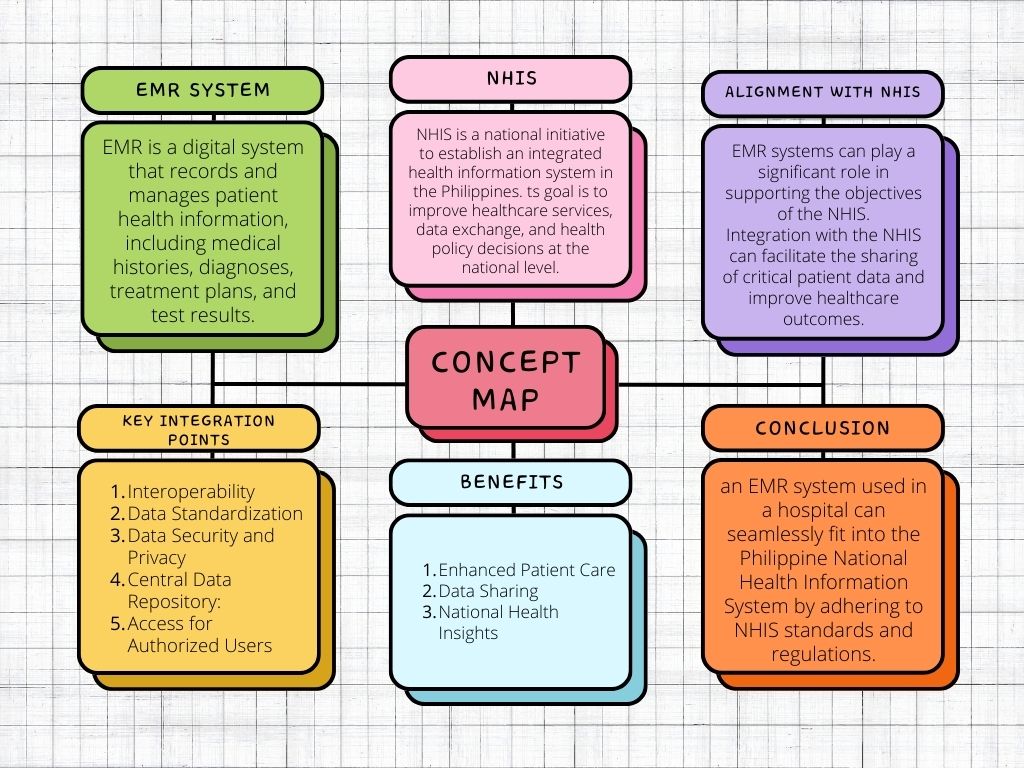 EMR SYSTEM
EMR is a digital system
that records and
manages patient
health information,
including medical
histories, diagnoses,
treatment plans, and
test results.
NHIS
NHIS is a national initiative
to establish an integrated
health information system in
the Philippines. ts goal is to
improve healthcare services,
data exchange, and health
policy decisions at the
national level.
ALIGNMENT WITH NHIS
EMR systems can play a
significant role in
supporting the objectives
of the NHIS.
Integration with the NHIS
can facilitate the sharing
of critical patient data and
improve healthcare
outcomes.
CONCEPT
MAP
KEY INTEGRATION
POINTS
1. Interoperability
2. Data Standardization
3. Data Security and
Privacy
4. Central Data
Repository:
5. Access for
Authorized Users
BENEFITS
1. Enhanced Patient Care
2. Data Sharing
3. National Health
Insights
CONCLUSION
an EMR system used in
a hospital can
seamlessly fit into the
Philippine National
Health Information
System by adhering to
NHIS standards and
regulations.